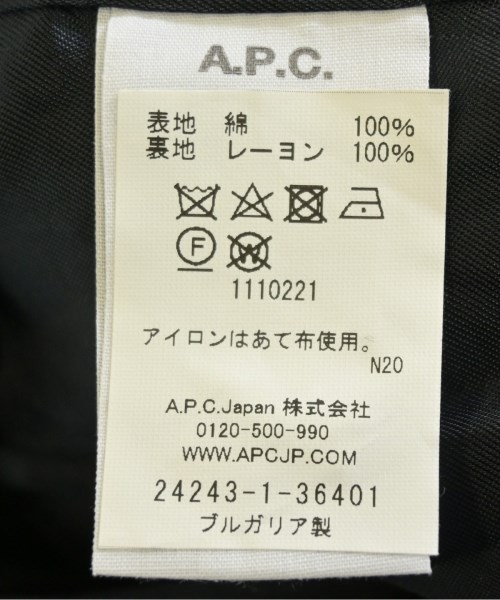 A.P.C.
表地 綿 100%
裏地 レーヨン 100%
F W
1110221
アイロンはあて布使用。
N20
A.P.C.Japan 株式会社
0120-500-990
WWW.APCJP.COM
24243-1-36401
ブルガリア製